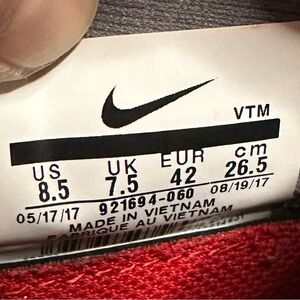 VTM
US UK EUR cm
8.5 7.5 42 26.5
05/17/17 921694-060 08/19/17
MADE IN VIETNAM
FABRIQUE AU VIETNAM